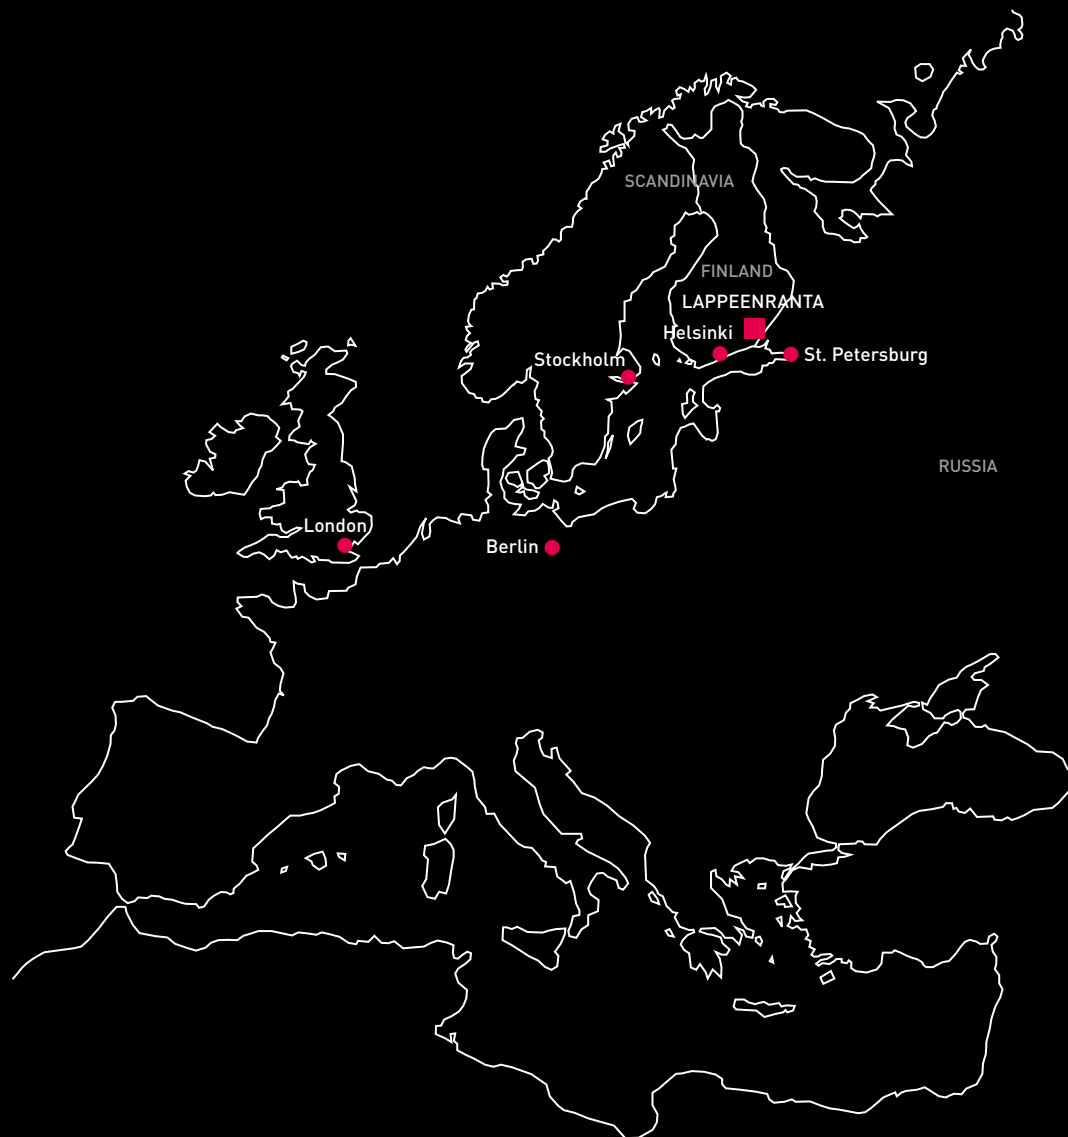 SCANDINAVIA
FINLAND
LAPPEENRANTA
Helsinki
St. Petersburg
Stockholm
RUSSIA
London
Berlin